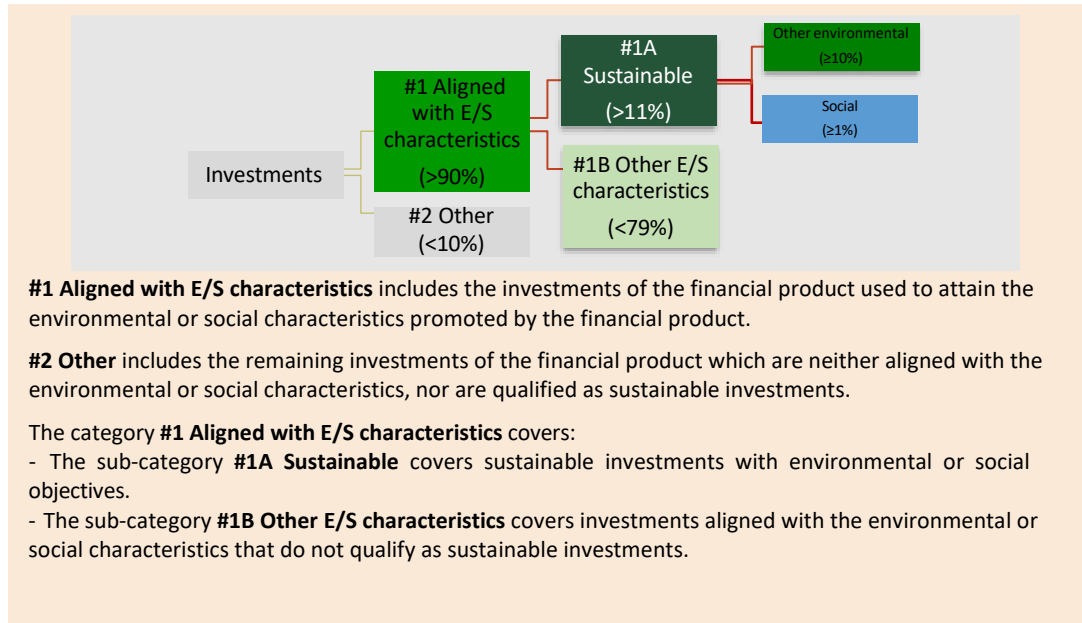 Investments
#1 Aligned
with E/S
characteristics
(>90%)
#2 Other
(<10%)
#1A
Sustainable
(>11%)
#1B Other E/S
characteristics
(<79%)
Other environmental
(≥10%)
Social
(≥1%)
#1 Aligned with E/S characteristics includes the investments of the financial product used to attain the
environmental or social characteristics promoted by the financial product.
#2 Other includes the remaining investments of the financial product which are neither aligned with the
environmental or social characteristics, nor are qualified as sustainable investments.
The category #1 Aligned with E/S characteristics covers:
- The sub-category #1A Sustainable covers sustainable investments with environmental or social
objectives.
- The sub-category #1B Other E/S characteristics covers investments aligned with the environmental or
social characteristics that do not qualify as sustainable investments.